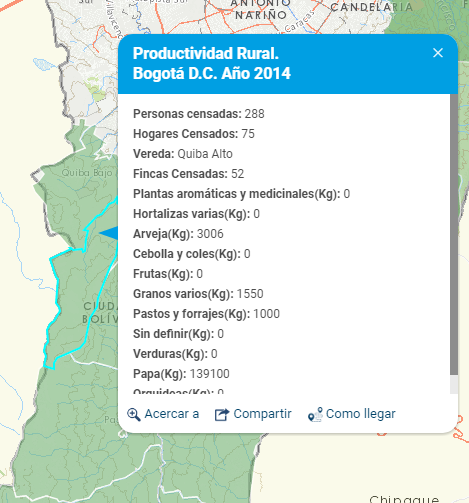 ANTONIO
NARIÑO
CANDELARIA
Productividad Rural.
Bogotá D.C. Año 2014
Personas censadas: 288
Hogares Censados: 75
Vereda: Quiba Alto
Fincas Censadas: 52
Plantas aromáticas y medicinales(Kg): 0
Hortalizas varias(Kg): 0
Arveja(Kg): 3006
Cebolla y coles(Kg): 0
Frutas(Kg): 0
Granos varios(Kg): 1550
Pastos y forrajes(Kg): 1000
Sin definir(Kg): 0
Verduras(Kg): 0
Papa(Kg): 139100
Orquideas(Kg): 0
Acercar a Compartir Como llegar
Quiba Bajo
CIUDA
BOLÍV
Chipaque